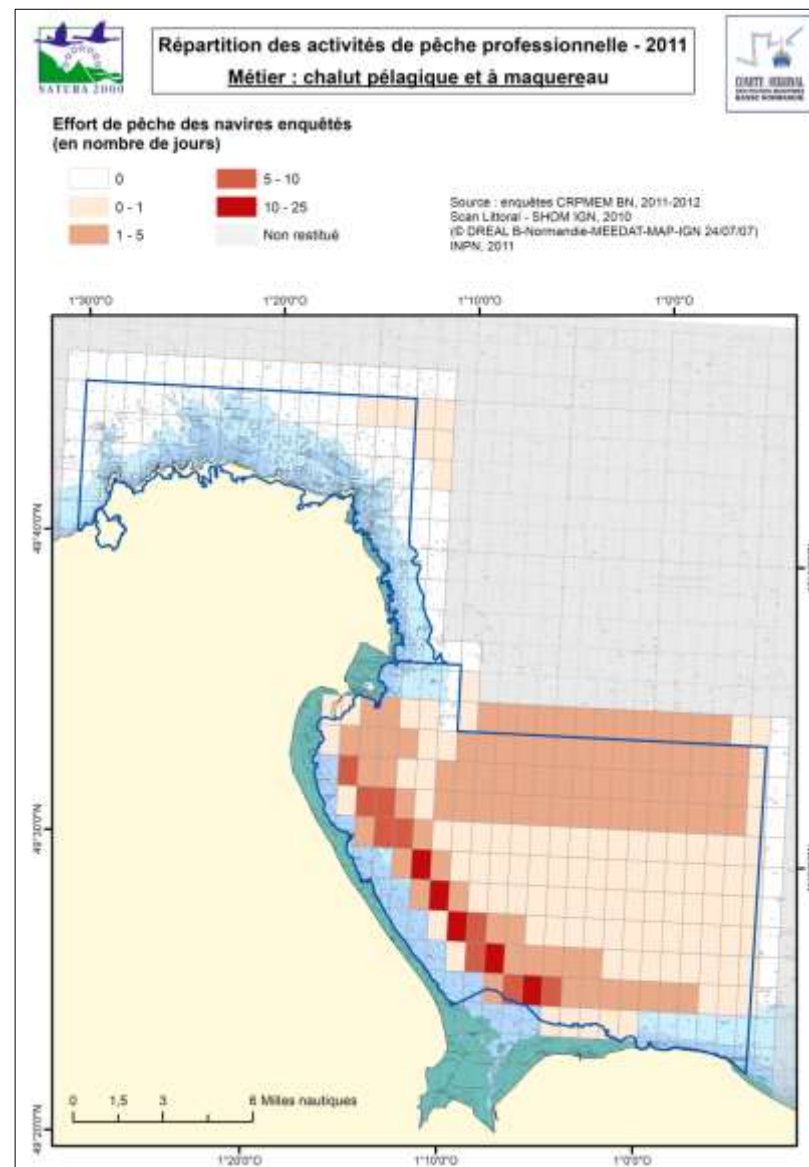 NATURA 2000
Répartition des activités de pêche professionnelle - 2011
Métier : chalut pélagique et à maquereau
COMITE REGIONAL
BASSE NORMANDIE
Effort de pêche des navires enquêtés
(en nombre de jours)
0
0 - 1
1 - 5
5 - 10
10 - 25
Non restitué
Source : enquêtes CRPMEM BN, 2011-2012
Scan Littoral - SHOM IGN, 2010
(© DREAL B-Normandie-MEEDAT-MAP-IGN 24/07/07)
INPN, 2011
1°30'0"O 1°20'0"O 1°10'0"O 1°0'0"O
49°40'0"N
49°30'0"N
49°20'0"N
0 1,5 3 6 Milles nautiques
1°20'0"O 1°10'0"O 1°0'0"O